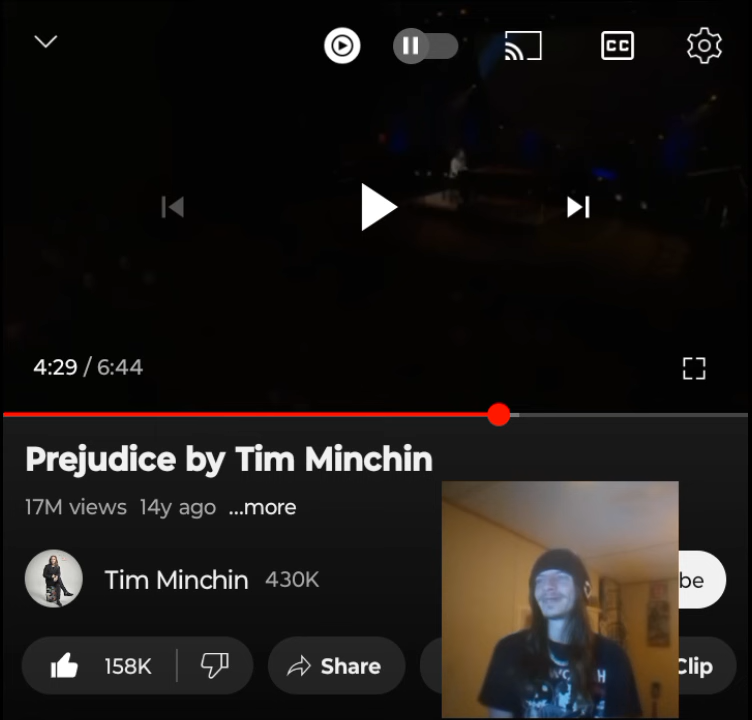 CC
4:29 / 6:44
Prejudice by Tim Minchin
17M views 14y ago ...more
Tim Minchin 430K
be
158K Share Clip